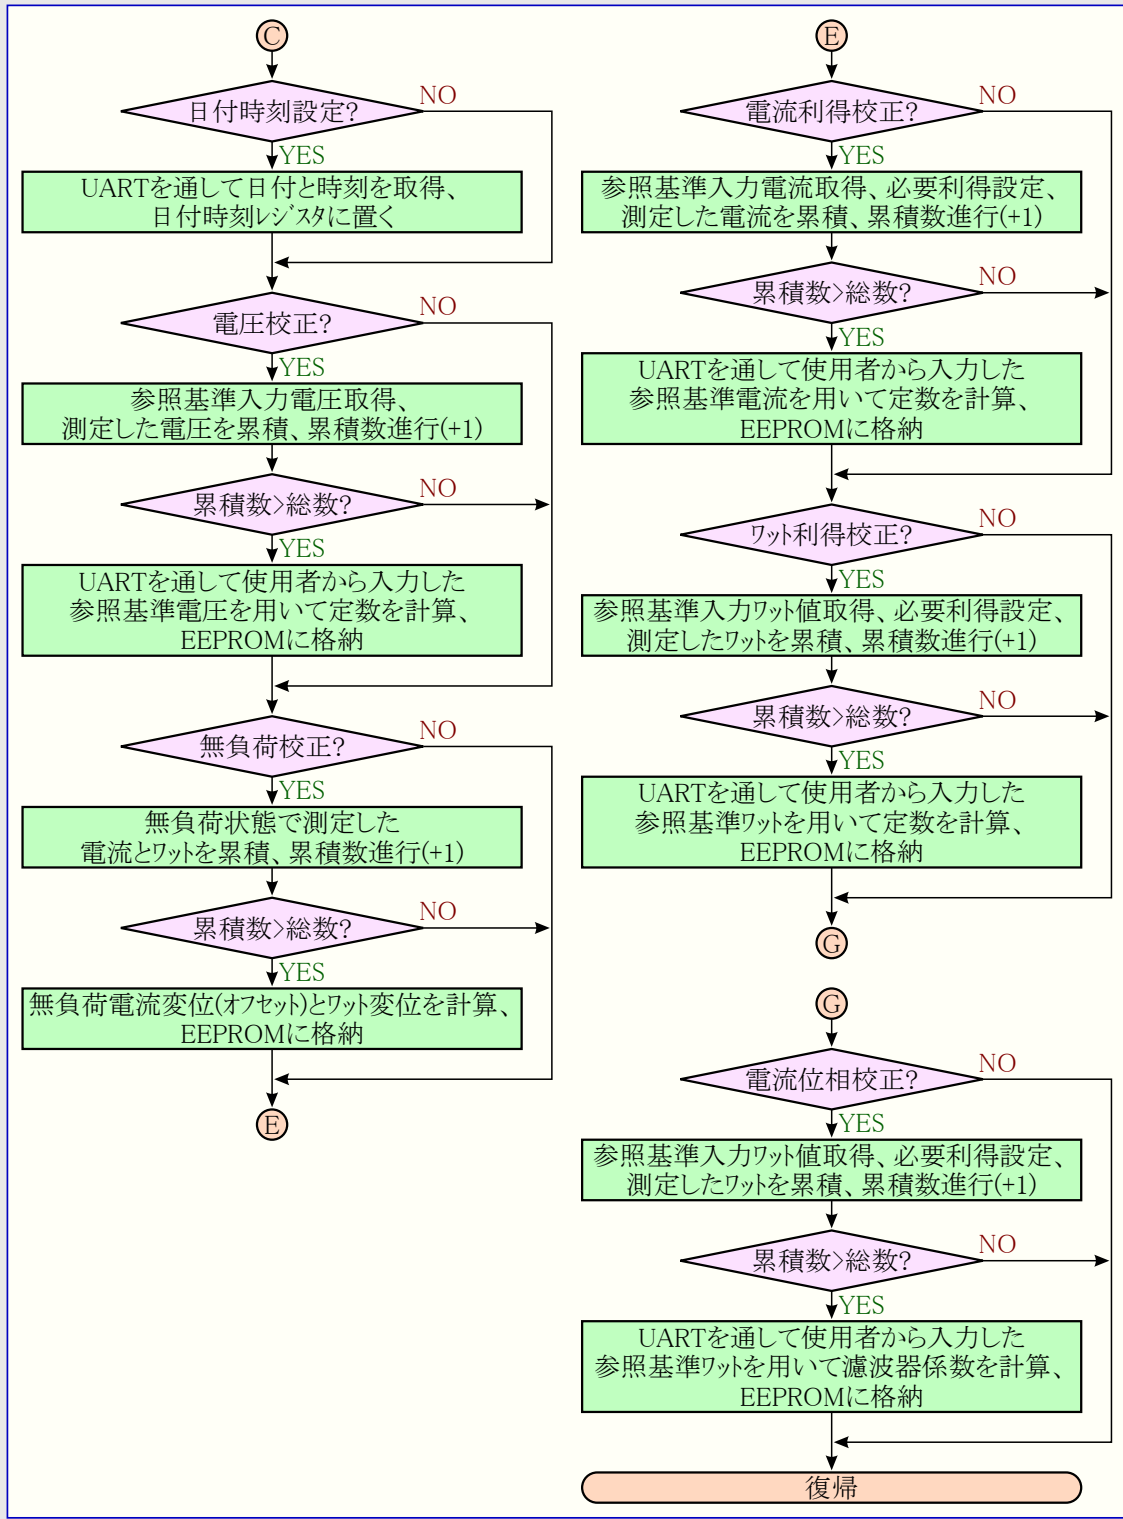 C
日付時刻設定?
NO
YES
UARTを通して日付と時刻を取得、
日付時刻ﾚｼﾞｽﾀに置く
電圧校正?
NO
YES
参照基準入力電圧取得、
測定した電圧を累積、累積数進行(+1)
累積数>総数?
NO
YES
UARTを通して使用者から入力した
参照基準電圧を用いて定数を計算、
EEPROMに格納
無負荷校正?
NO
YES
無負荷状態で測定した
電流とﾜｯﾄを累積、累積数進行(+1)
累積数>総数?
NO
YES
無負荷電流変位(ｵﾌｾｯﾄ)とﾜｯﾄ変位を計算、
EEPROMに格納
E
E
電流利得校正?
NO
YES
参照基準入力電流取得、必要利得設定、
測定した電流を累積、累積数進行(+1)
累積数>総数?
NO
YES
UARTを通して使用者から入力した
参照基準電流を用いて定数を計算、
EEPROMに格納
ﾜｯﾄ利得校正?
NO
YES
参照基準入力ﾜｯﾄ値取得、必要利得設定、
測定したﾜｯﾄを累積、累積数進行(+1)
累積数>総数?
NO
YES
UARTを通して使用者から入力した
参照基準ﾜｯﾄを用いて定数を計算、
EEPROMに格納
G
G
電流位相校正?
NO
YES
参照基準入力ﾜｯﾄ値取得、必要利得設定、
測定したﾜｯﾄを累積、累積数進行(+1)
累積数>総数?
NO
YES
UARTを通して使用者から入力した
参照基準ﾜｯﾄを用いて濾波器係数を計算、
EEPROMに格納
復帰